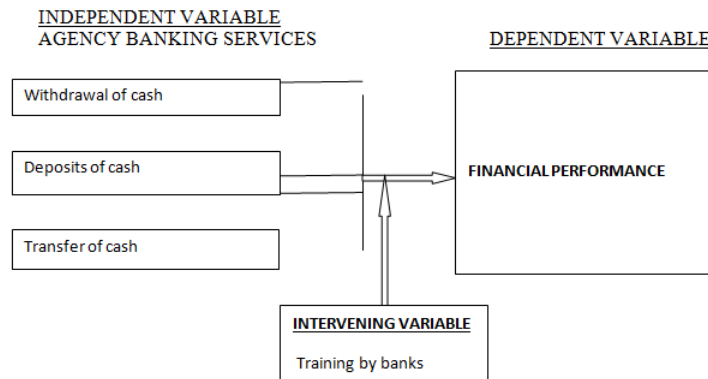 INDEPENDENT VARIABLE
AGENCY BANKING SERVICES
DEPENDENT VARIABLE
Withdrawal of cash
Deposits of cash
FINANCIAL PERFORMANCE
Transfer of cash
INTERVENING VARIABLE
Training by banks